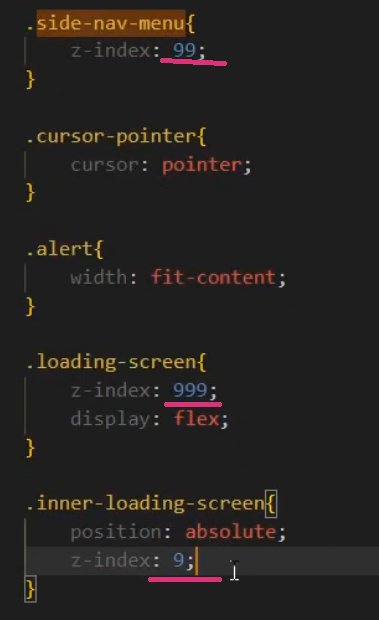 .side-nav-menu{
z-index: 99;
}
.cursor-pointer{
cursor: pointer;
}
.alert{
width: fit-content;
}
.loading-screen{
z-index: 999;
display: flex;
}
.inner-loading-screen{
position: absolute;
z-index: 9;
}